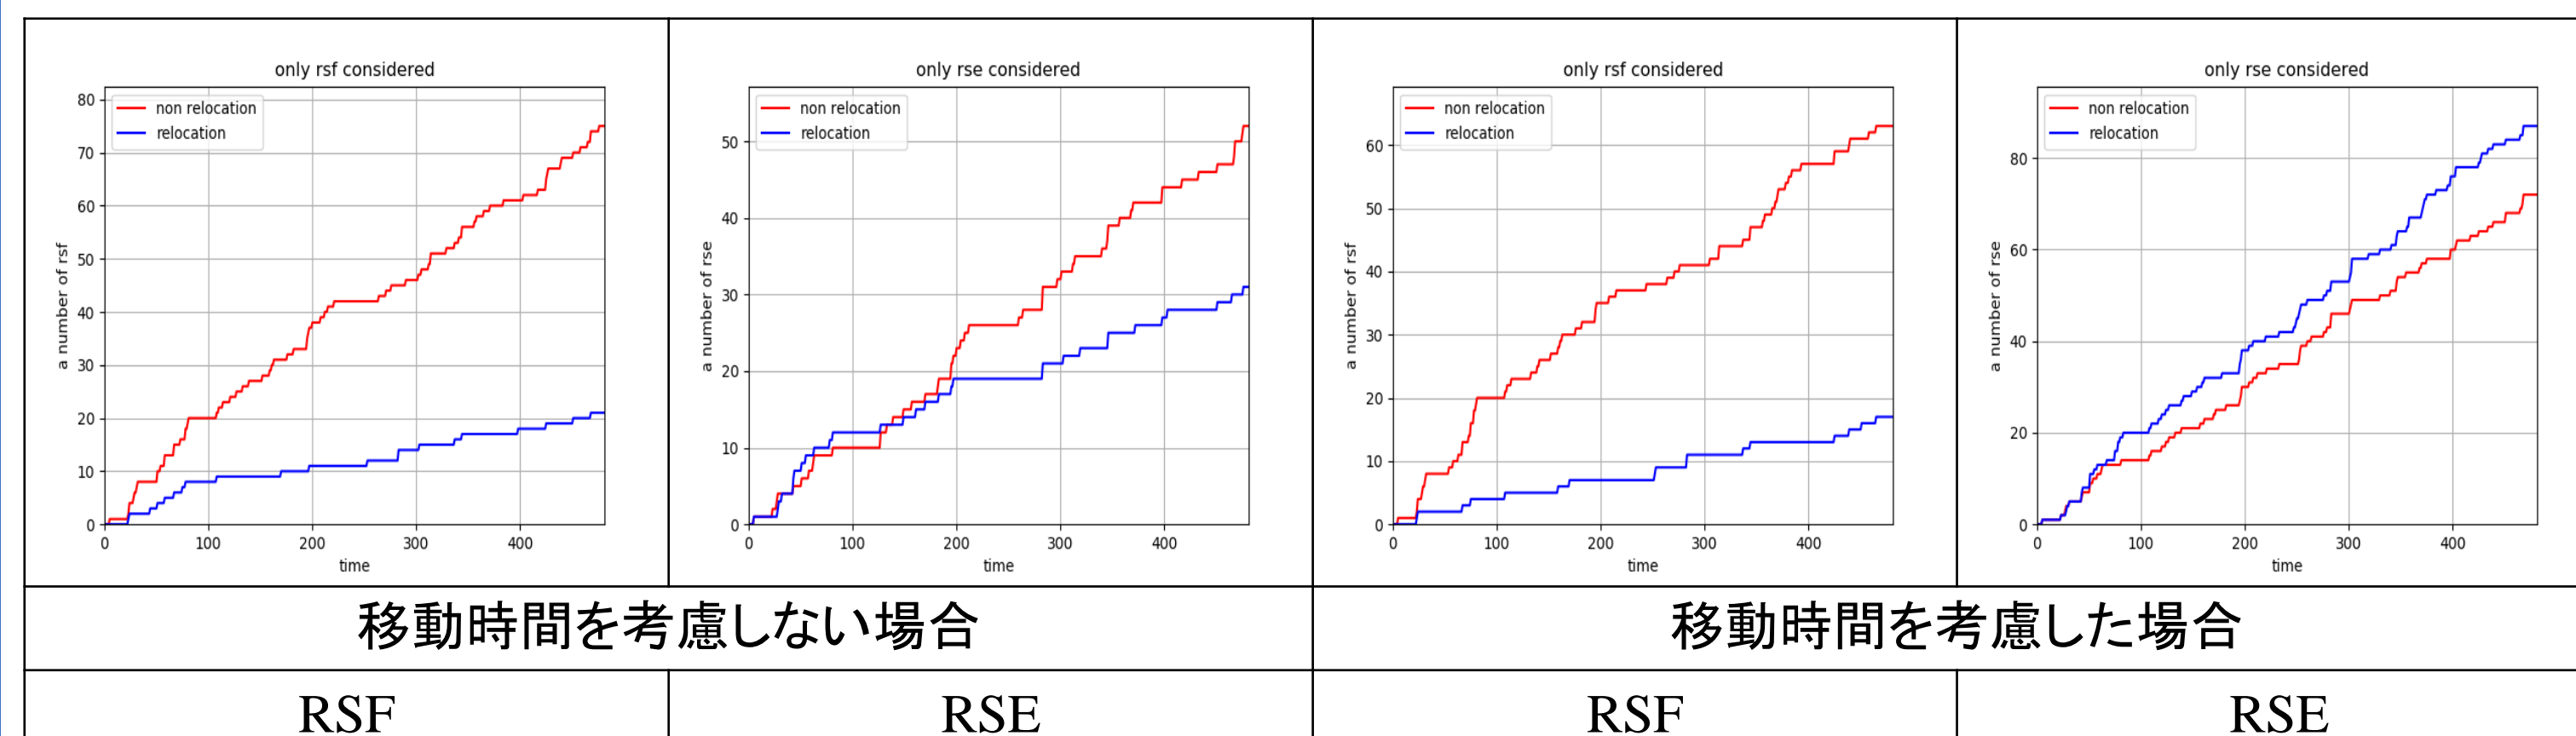 only rsf considered
80
70
60
50
40
30
20
10
0
a number of rsf
non relocation
relocation
0 100 200 300 400
time
only rse considered
50
40
30
20
10
0
a number of rse
non relocation
relocation
0 100 200 300 400
time
only rsf considered
60
50
40
30
20
10
0
a number of rsf
non relocation
relocation
0 100 200 300 400
time
only rse considered
80
60
40
20
0
a number of rse
non relocation
relocation
0 100 200 300 400
time
移動時間を考慮しない場合
移動時間を考慮した場合
RSF
RSE
RSF
RSE